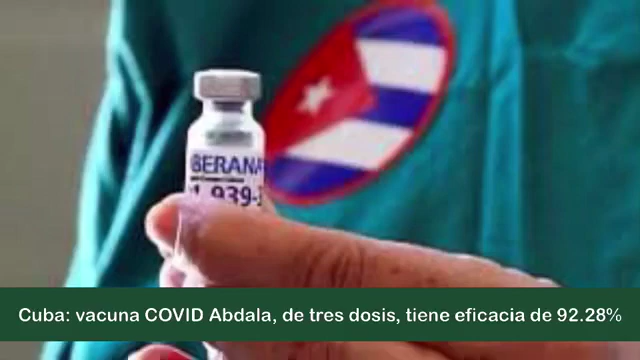 BERANA
1 939-
Cuba: vacuna COVID Abdala, de tres dosis, tiene eficacia de 92.28%